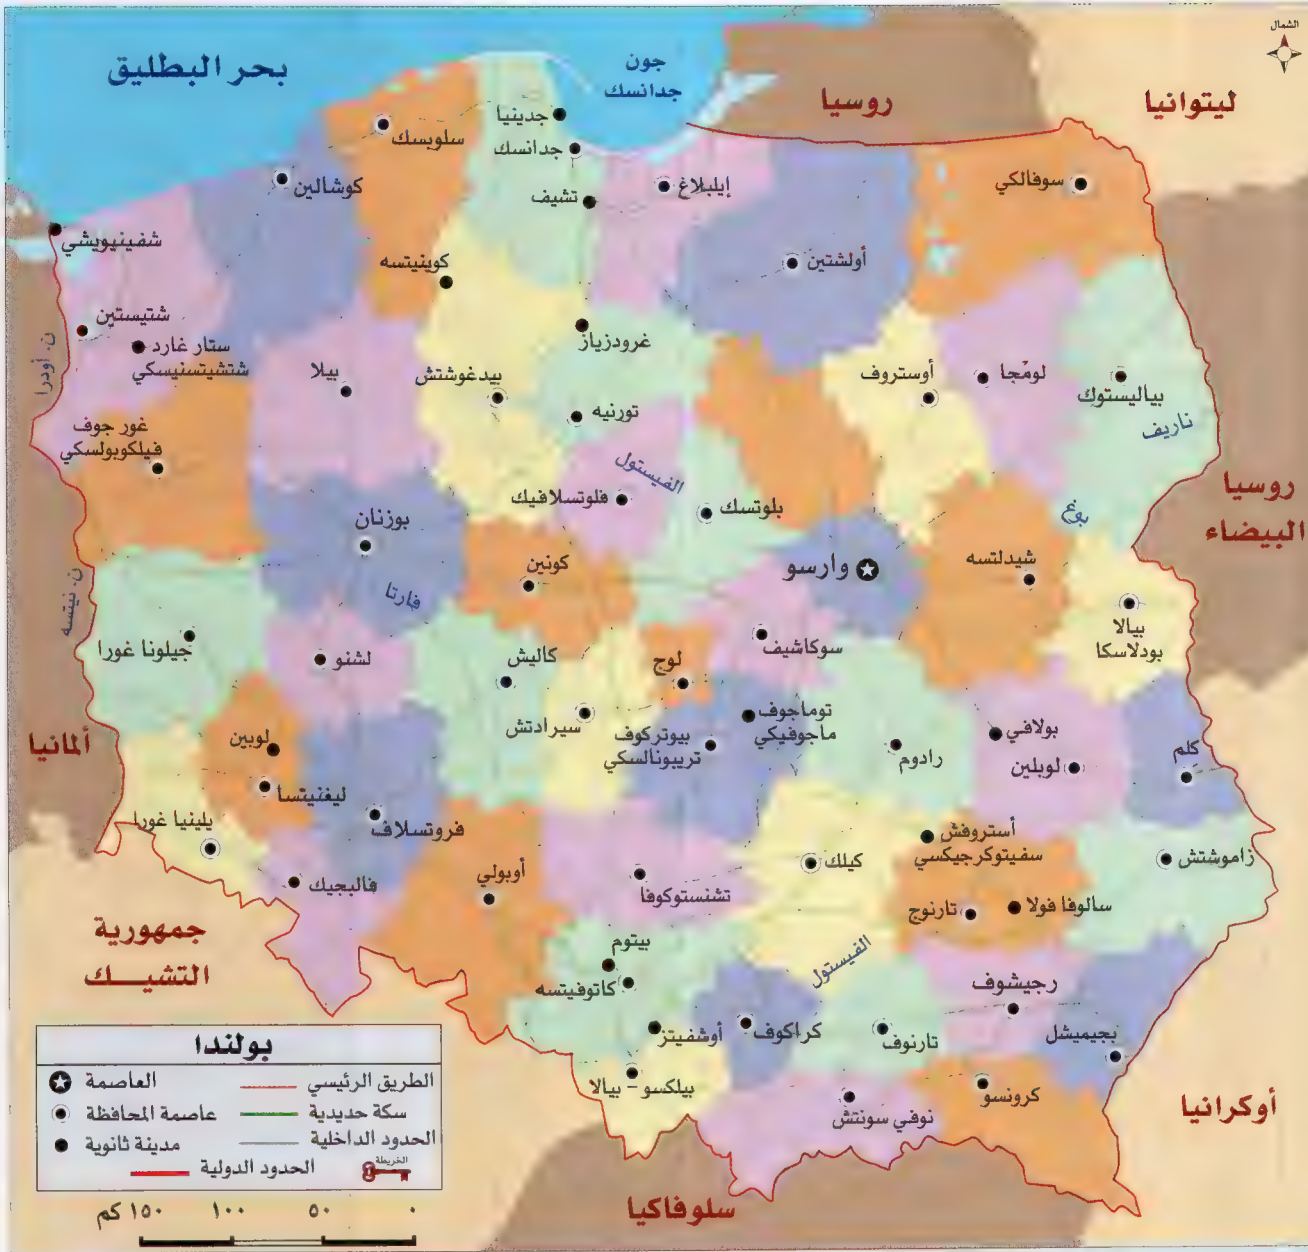 الشمال
بحر البطليق
جون
جدانسك
روسيا
ليتوانيا
جدينيا
سلوبسك
جدانسك
كوشالين
تشيف
إيلبلاغ
سوفالكي
شفينيويشي
كوينيتسه
أولشتين
شتيستين
ستار غارد
شتشيتسنيسكي
غرودزياز
ن. أودرا
بيلا
بيدغوشتش
أوستروف
لومجا
بياليستوك
تورنيه
ناريف
غور جوف
فيلكوبولسكي
الفيستول
فلوتسلافيك
بلوتسك
بوغ
روسيا
البيضاء
بوزنان
وارسو
شيدلتسه
كونين
ن. نيتسه
فارتا
بيالا
بودلاسكا
جيلونا غورا
لشنو
كاليش
لوج
سوكاشيف
سيرادتش
توماجوف
ماجوفيكي
بيوتركوف
تريبونالسكي
رادوم
بولافي
لوبلين
كلم
ألمانيا
لوبين
ليغنيتسا
يلينيا غورا
فروتسلاف
أستروفش
سفيتوكرجيكسي
زاموشتش
كيلك
فالبجيك
أوبولي
تشنستوكوفا
تارنوج
سالوفا فولا
جمهورية
التشيك
بيتوم
كاتوفيتسه
الفيستول
رجيشوف
أوشفيتز
كراكوف
تارنوف
بجيميشل
بيلكسو - بيالا
نوفي سونتش
كرونسو
أوكرانيا
سلوفاكيا
بولندا
العاصمة
الطريق الرئيسي
عاصمة المحافظة
سكة حديدية
مدينة ثانوية
الحدود الداخلية
الحدود الدولية
الخريطة
٠ ٥٠ ١٠٠ ١٥٠ كم